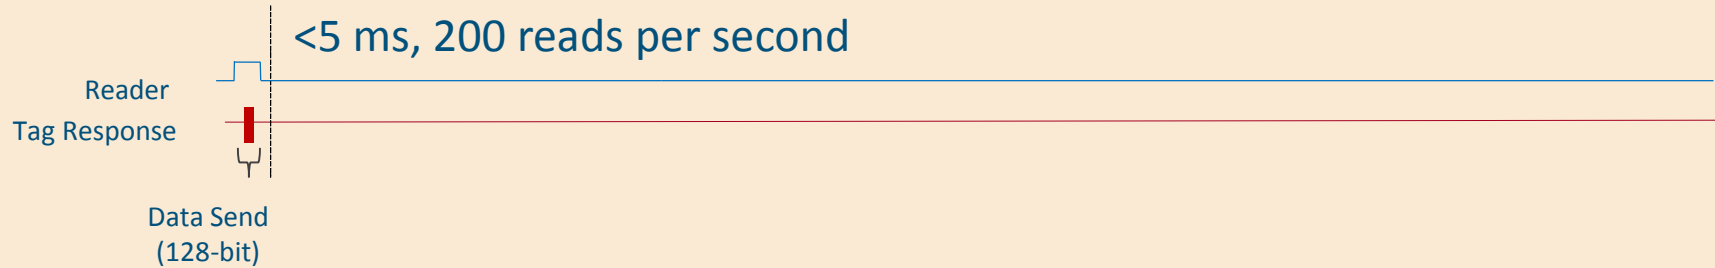 <5 ms, 200 reads per second
Reader
Tag Response
Data Send
(128-bit)